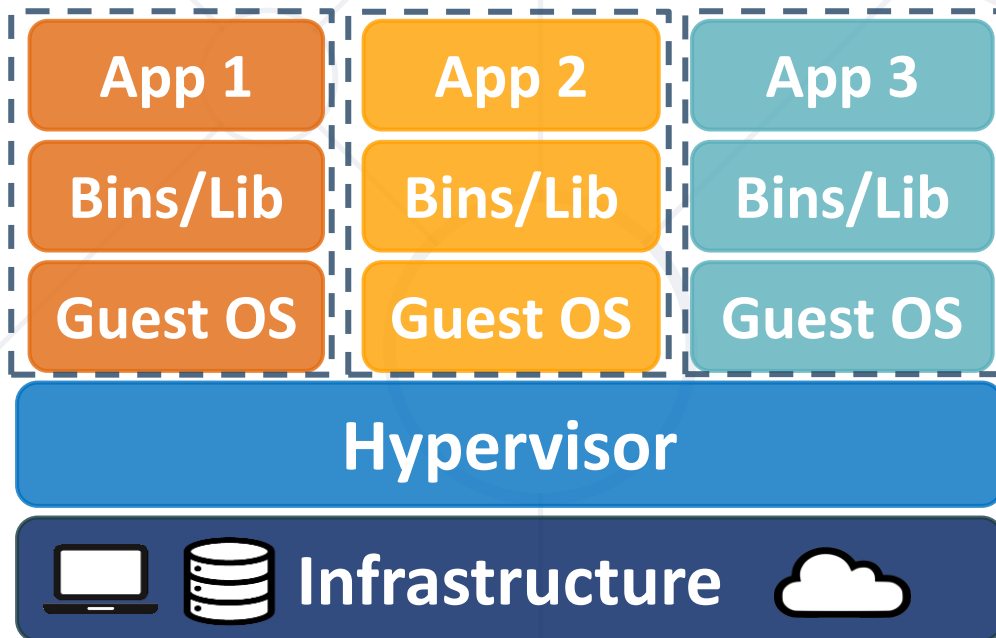 App 1
App 2
App 3
Bins/Lib
Bins/Lib
Bins/Lib
Guest OS
Guest OS
Guest OS
Hypervisor
Infrastructure